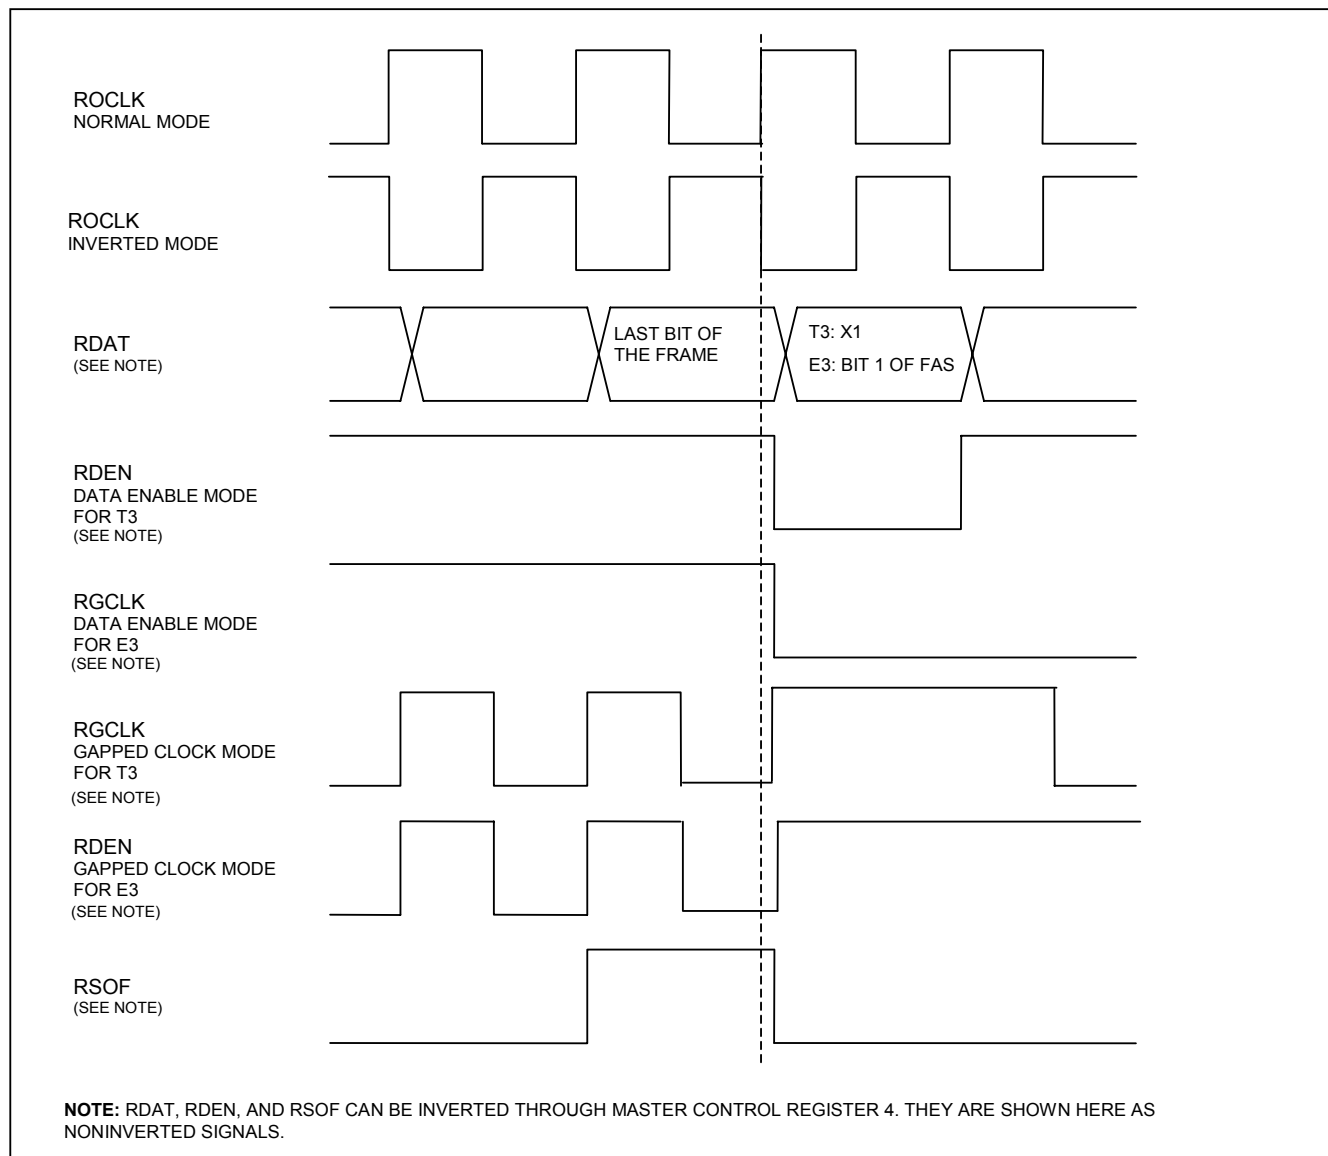 ROCLK
NORMAL MODE
ROCLK
INVERTED MODE
RDAT
(SEE NOTE)
LAST BIT OF
THE FRAME
T3: X1
E3: BIT 1 OF FAS
RDEN
DATA ENABLE MODE
FOR T3
(SEE NOTE)
RGCLK
DATA ENABLE MODE
FOR E3
(SEE NOTE)
RGCLK
GAPPED CLOCK MODE
FOR T3
(SEE NOTE)
RDEN
GAPPED CLOCK MODE
FOR E3
(SEE NOTE)
RSOF
(SEE NOTE)
NOTE: RDAT, RDEN, AND RSOF CAN BE INVERTED THROUGH MASTER CONTROL REGISTER 4. THEY ARE SHOWN HERE AS
NONINVERTED SIGNALS.